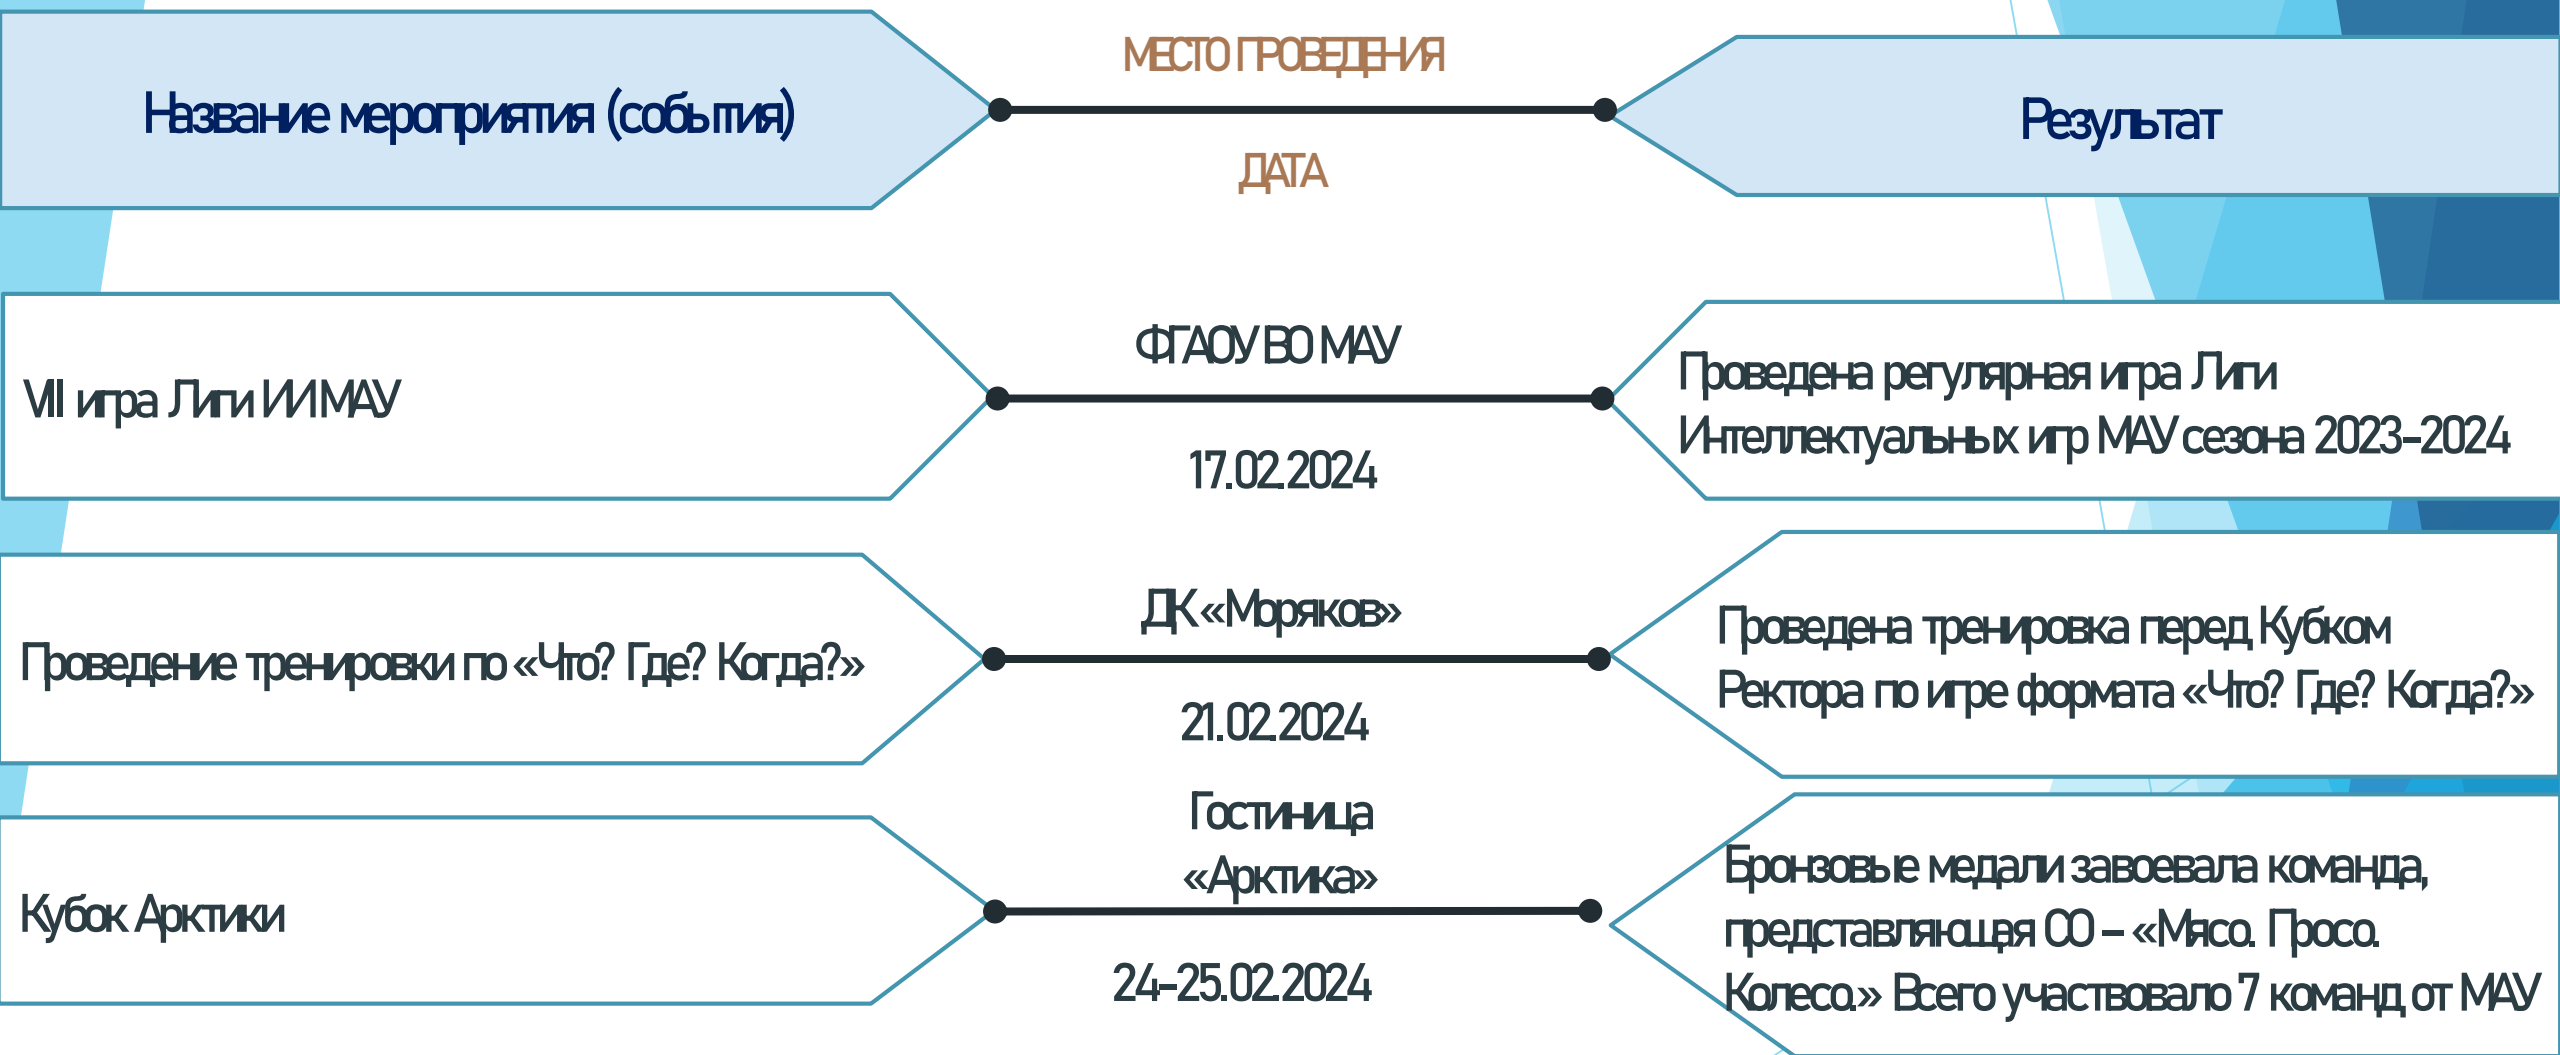 Название мероприятия (события)
МЕСТО ПРОВЕДЕНИЯ
ДАТА
Результат
VII игра Лиги ИИ МАУ
ФГАОУ ВО МАУ
17.02.2024
Проведена регулярная игра Лиги
Интеллектуальных игр МАУ сезона 2023-2024
Проведение тренировки по «Что? Где? Когда?»
ДК «Моряков»
21.02.2024
Проведена тренировка перед Кубком
Ректора по игре формата «Что? Где? Когда?»
Кубок Арктики
Гостиница
«Арктика»
24-25.02.2024
Бронзовые медали завоевала команда,
представляющая СО – «Мясо. Просо.
Колесо.» Всего участвовало 7 команд от МАУ